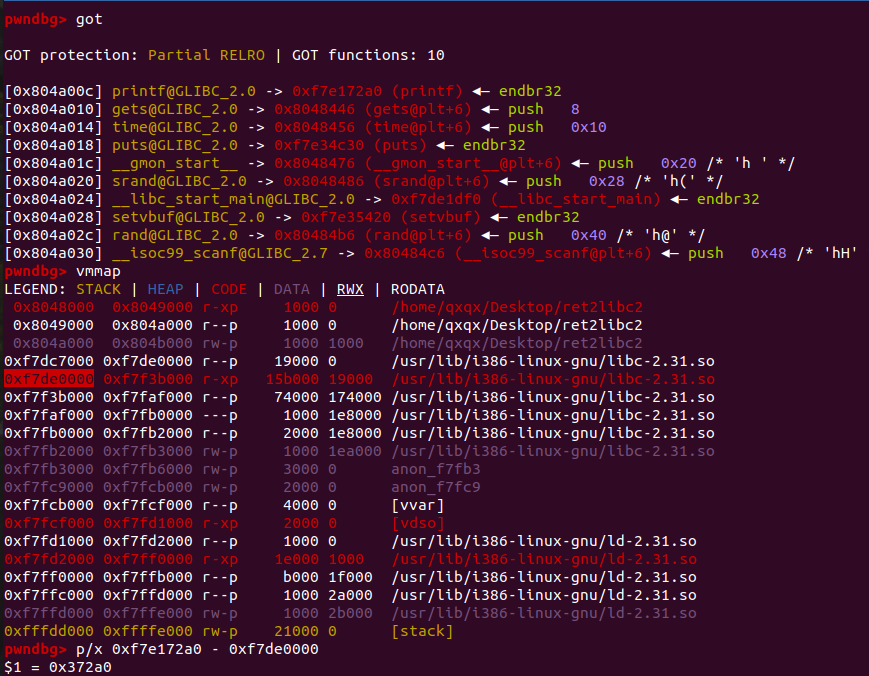 pwndbg> got
GOT protection: Partial RELRO | GOT functions: 10
[0x804a00c] printf@GLIBC_2.0 -> 0xf7e172a0 (printf) ◂— endbr32
[0x804a010] gets@GLIBC_2.0 -> 0x8048446 (gets@plt+6) ◂— push   8
[0x804a014] time@GLIBC_2.0 -> 0x8048456 (time@plt+6) ◂— push   0x10
[0x804a018] puts@GLIBC_2.0 -> 0xf7e34c30 (puts) ◂— endbr32
[0x804a01c] __gmon_start__ -> 0x8048476 (__gmon_start__@plt+6) ◂— push   0x20 /* 'h ' */
[0x804a020] srand@GLIBC_2.0 -> 0x8048486 (srand@plt+6) ◂— push   0x28 /* 'h(' */
[0x804a024] __libc_start_main@GLIBC_2.0 -> 0xf7de1df0 (__libc_start_main) ◂— endbr32
[0x804a028] setvbuf@GLIBC_2.0 -> 0xf7e35420 (setvbuf) ◂— endbr32
[0x804a02c] rand@GLIBC_2.0 -> 0x80484b6 (rand@plt+6) ◂— push   0x40 /* 'h@' */
[0x804a030] __isoc99_scanf@GLIBC_2.7 -> 0x80484c6 (__isoc99_scanf@plt+6) ◂— push   0x48 /* 'hH'
pwndbg> vmmap
LEGEND: STACK | HEAP | CODE | DATA | RWX | RODATA
0x8048000  0x8049000 r-xp     1000 0      /home/qxqx/Desktop/ret2libc2
0x8049000  0x804a000 r--p     1000 0      /home/qxqx/Desktop/ret2libc2
0x804a000  0x804b000 rw-p     1000 1000   /home/qxqx/Desktop/ret2libc2
0xf7dc7000 0xf7de0000 r--p    19000 0      /usr/lib/i386-linux-gnu/libc-2.31.so
0xf7de0000 0xf7f3b000 r-xp   15b000 19000  /usr/lib/i386-linux-gnu/libc-2.31.so
0xf7f3b000 0xf7faf000 r--p    74000 174000 /usr/lib/i386-linux-gnu/libc-2.31.so
0xf7faf000 0xf7fb0000 ---p     1000 1e8000 /usr/lib/i386-linux-gnu/libc-2.31.so
0xf7fb0000 0xf7fb2000 r--p     2000 1e8000 /usr/lib/i386-linux-gnu/libc-2.31.so
0xf7fb2000 0xf7fb3000 rw-p     1000 1ea000 /usr/lib/i386-linux-gnu/libc-2.31.so
0xf7fb3000 0xf7fb6000 rw-p     3000 0      anon_f7fb3
0xf7fc9000 0xf7fcb000 rw-p     2000 0      anon_f7fc9
0xf7fcb000 0xf7fcf000 r--p     4000 0      [vvar]
0xf7fcf000 0xf7fd1000 r-xp     2000 0      [vdso]
0xf7fd1000 0xf7fd2000 r--p     1000 0      /usr/lib/i386-linux-gnu/ld-2.31.so
0xf7fd2000 0xf7ff0000 r-xp    1e000 1000   /usr/lib/i386-linux-gnu/ld-2.31.so
0xf7ff0000 0xf7ffb000 r--p     b000 1f000  /usr/lib/i386-linux-gnu/ld-2.31.so
0xf7ffc000 0xf7ffd000 r--p     1000 2a000  /usr/lib/i386-linux-gnu/ld-2.31.so
0xf7ffd000 0xf7ffe000 rw-p     1000 2b000  /usr/lib/i386-linux-gnu/ld-2.31.so
0xfffdd000 0xffffe000 rw-p    21000 0      [stack]
pwndbg> p/x 0xf7e172a0 - 0xf7de0000
$1 = 0x372a0